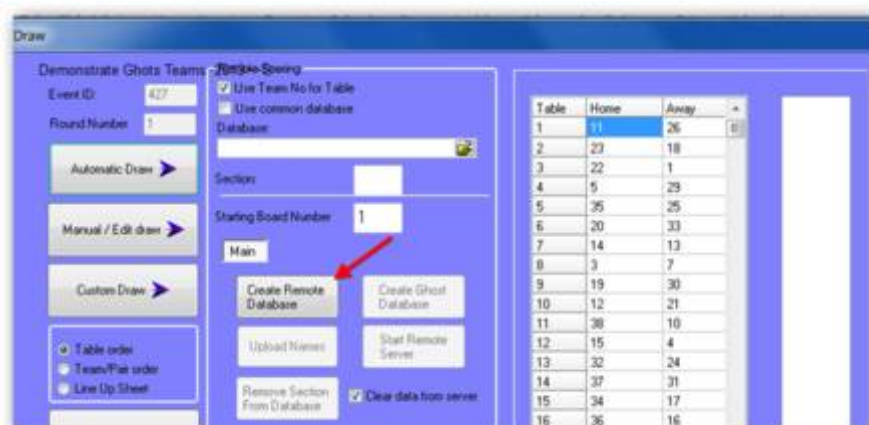 Draw
Demonstrate Ghots Teams
Event ID 427
Round Number 1
Automatic Draw
Manual / Edit draw
Custom Draw
Table order
Team/Pair order
Line Up Sheet
Remote Scoring
Use Team No for Table
Use common database
Database:
Section:
Starting Board Number 1
Main
Create Remote Database
Create Ghost Database
Upload Names
Start Remote Server
Remove Section From Database
Clear data from server
Table Home Away
1 11 26
2 23 18
3 22 1
4 5 29
5 35 25
6 20 33
7 14 13
8 3 7
9 19 30
10 12 21
11 38 10
12 15 4
13 32 24
14 37 31
15 34 17
16 36 16